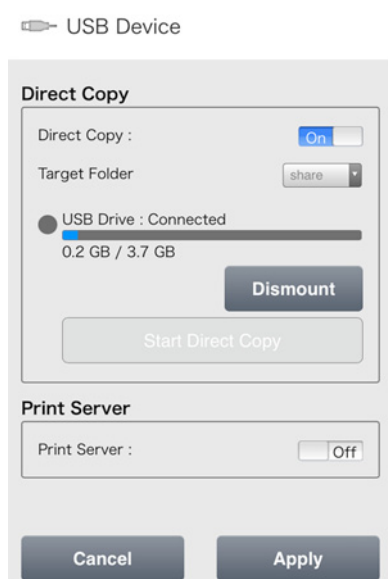 USB Device
Direct Copy
Direct Copy :
On
Target Folder
share
USB Drive : Connected
0.2 GB / 3.7 GB
Dismount
Start Direct Copy
Print Server
Print Server :
Off
Cancel
Apply